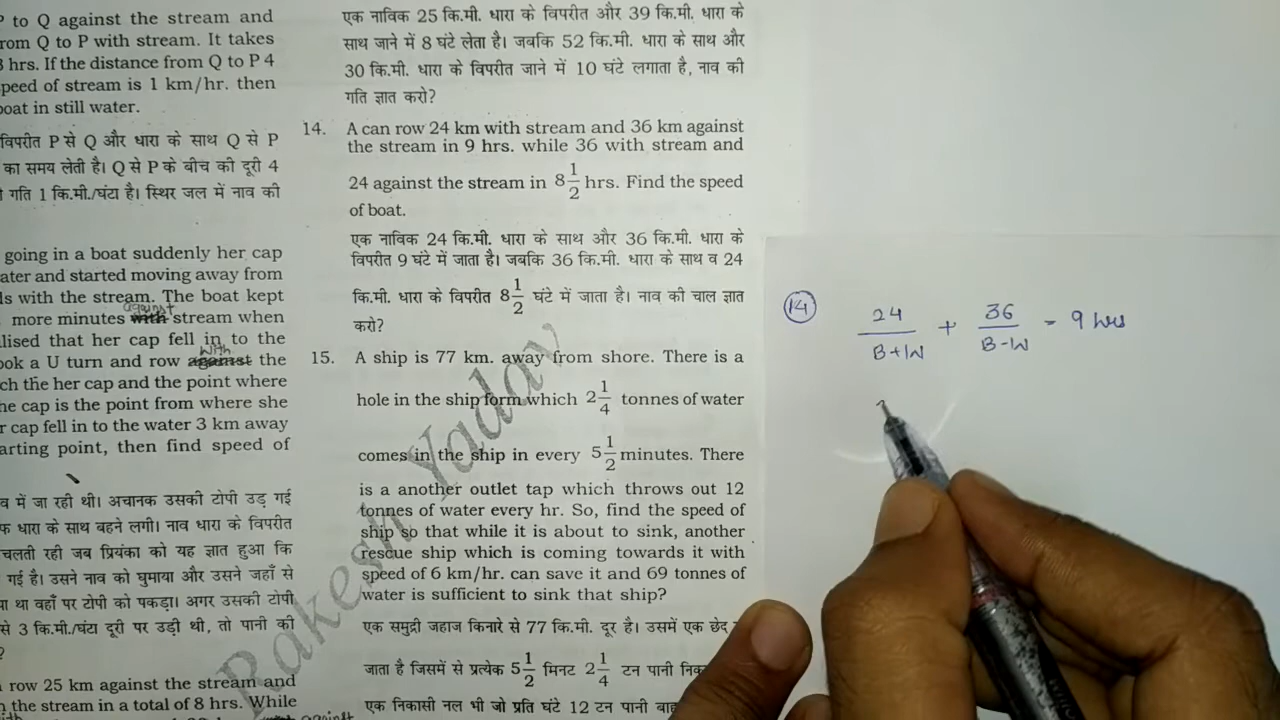 P to Q against the stream and
from Q to P with stream. It takes
3 hrs. If the distance from Q to P 4
speed of stream is 1 km/hr. then
boat in still water.
विपरीत P से Q और धारा के साथ Q से P
का समय लेती है। Q से P के बीच की दूरी 4
गति 1 कि.मी./घंटा है। स्थिर जल में नाव की
going in a boat suddenly her cap
ater and started moving away from
ds with the stream. The boat kept
against
more minutes with stream when
alised that her cap fell in to the
with
ook a U turn and row against the
ch the her cap and the point where
he cap is the point from where she
r cap fell in to the water 3 km away
arting point, then find speed of
व में जा रही थी। अचानक उसकी टोपी उड़ गई
फ धारा के साथ बहने लगी। नाव धारा के विपरीत
चलती रही जब प्रियंका को यह ज्ञात हुआ कि
गई है। उसने नाव को घुमाया और उसने जहाँ से
था वहाँ पर टोपी को पकड़ा। अगर उसकी टोपी
से 3 कि.मी./घंटा दूरी पर उड़ी थी, तो पानी की
?
row 25 km against the stream and
the stream in a total of 8 hrs. While
against
एक नाविक 25 कि.मी. धारा के विपरीत और 39 कि.मी. धारा के
साथ जाने में 8 घंटे लेता है। जबकि 52 कि.मी. धारा के साथ और
30 कि.मी. धारा के विपरीत जाने में 10 घंटे लगाता है, नाव की
गति ज्ञात करो?
14. A can row 24 km with stream and 36 km against
the stream in 9 hrs. while 36 with stream and
24 against the stream in 8 1/2 hrs. Find the speed
of boat.
एक नाविक 24 कि.मी. धारा के साथ और 36 कि.मी. धारा के
विपरीत 9 घंटे में जाता है। जबकि 36 कि.मी. धारा के साथ व 24
कि.मी. धारा के विपरीत 8 1/2 घंटे में जाता है। नाव की चाल ज्ञात
करो?
15. A ship is 77 km. away from shore. There is a
hole in the ship form which 2 1/4 tonnes of water
comes in the ship in every 5 1/2 minutes. There
is a another outlet tap which throws out 12
tonnes of water every hr. So, find the speed of
ship so that while it is about to sink, another
rescue ship which is coming towards it with
speed of 6 km/hr. can save it and 69 tonnes of
water is sufficient to sink that ship?
एक समुद्री जहाज किनारे से 77 कि.मी. दूर है। उसमें एक छेद
जाता है जिसमें से प्रत्येक 5 1/2 मिनट 2 1/4 टन पानी
एक निकासी नल भी जो प्रति घंटे 12 टन पानी
Rakesh Yadav
14 24/B+W + 36/B-W = 9 hrs